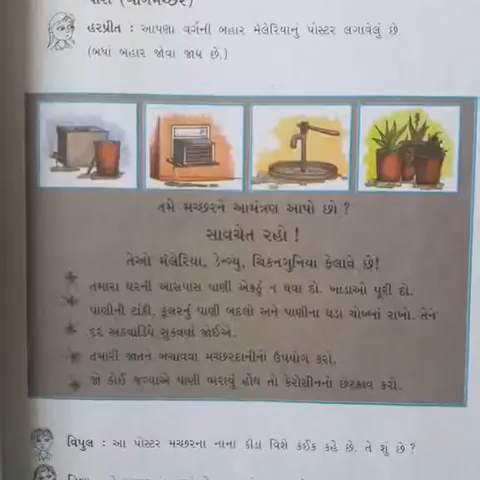 હરપ્રીત : આપણા વર્ગની બહાર મેલેરિયાનું પોસ્ટર લગાવેલું છે
(બધાં બહાર જોવા જાય છે.)
તમે મચ્છરને આમંત્રણ આપો છો ?
સાવચેત રહો !
તેઓ મેલેરિયા, ડેન્ગ્યુ, ચિકનગુનિયા ફેલાવે છે!
તમારા ઘરની આસપાસ પાણી એકઠું ન થવા દો. ખાડાઓ પૂરી દો.
પાણીની ટાંકી, કૂલરનું પાણી બદલો અને પાણીના ઘડા ચોખ્ખાં રાખો. તેને
દર અઠવાડિયે સુકવવાં જોઈએ.
તમારી જાતને બચાવવા મચ્છરદાનીનો ઉપયોગ કરો.
જો કોઈ જગ્યાએ પાણી ભરાયું હોય તો કેરોસીનનો છંટકાવ કરો.
વિપુલ : આ પોસ્ટર મચ્છરના નાના કીડા વિશે કંઈક કહે છે. તે શું છે ?